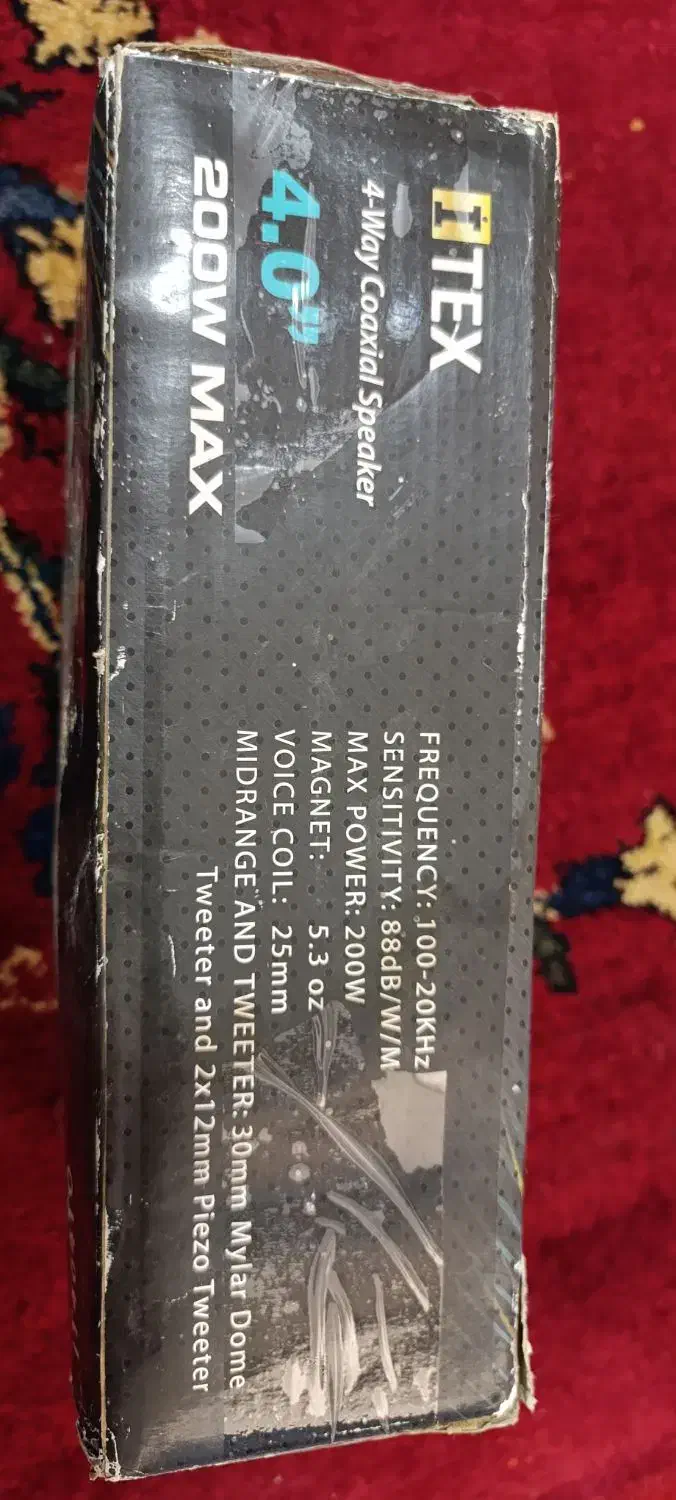 TEX
4-Way Coaxial Speaker
4.0"
200W MAX
FREQUENCY: 100-20KHz
SENSITIVITY: 88dB/W/M
MAX POWER: 200W
MAGNET: 5.3 oz
VOICE COIL: 25mm
MIDRANGE AND TWEETER: 30mm Mylar Dome
Tweeter and 2x12mm Piezo Tweeter